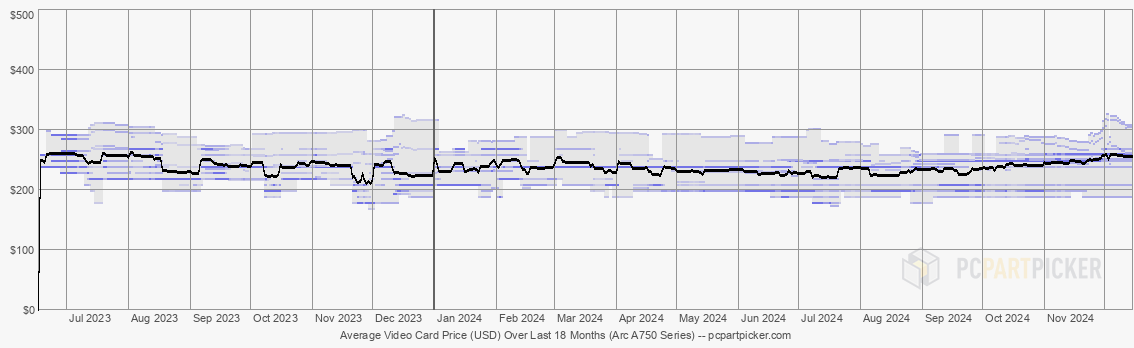 $500
$400
$300
$200
$100
$0
Jul 2023 Aug 2023 Sep 2023 Oct 2023 Nov 2023 Dec 2023 Jan 2024 Feb 2024 Mar 2024 Apr 2024 May 2024 Jun 2024 Jul 2024 Aug 2024 Sep 2024 Oct 2024 Nov 2024
Average Video Card Price (USD) Over Last 18 Months (Arc A750 Series) -- pcpartpicker.com
PCPARTPICKER